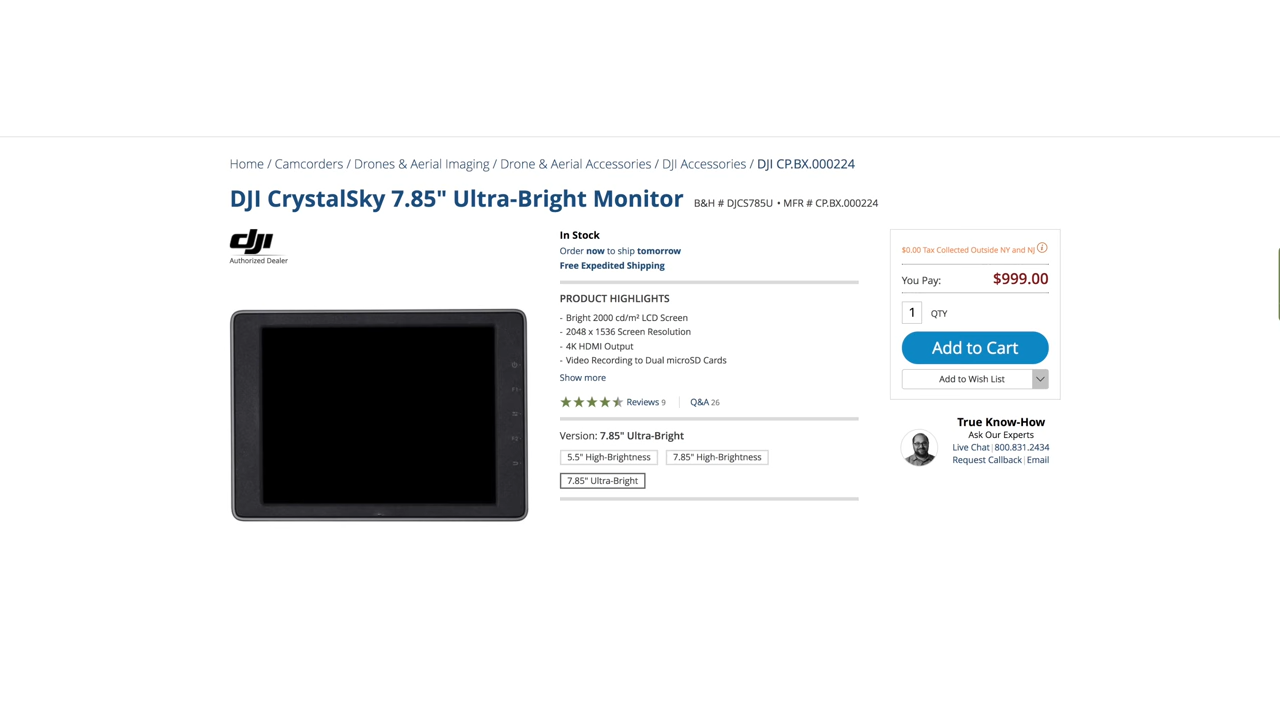 Home / Camcorders / Drones & Aerial Imaging / Drone & Aerial Accessories / DJI Accessories / DJI CP.BX.000224
DJI CrystalSky 7.85" Ultra-Bright Monitor B&H # DJCS785U • MFR # CP.BX.000224
dji
Authorized Dealer
In Stock
Order now to ship tomorrow
Free Expedited Shipping
PRODUCT HIGHLIGHTS
- Bright 2000 cd/m² LCD Screen
- 2048 x 1536 Screen Resolution
- 4K HDMI Output
- Video Recording to Dual microSD Cards
Show more
Reviews 9 | Q&A 26
Version: 7.85" Ultra-Bright
5.5" High-Brightness
7.85" High-Brightness
7.85" Ultra-Bright
$0.00 Tax Collected Outside NY and NJ i
You Pay: $999.00
1 QTY
Add to Cart
Add to Wish List
True Know-How
Ask Our Experts
Live Chat | 800.831.2434
Request Callback | Email